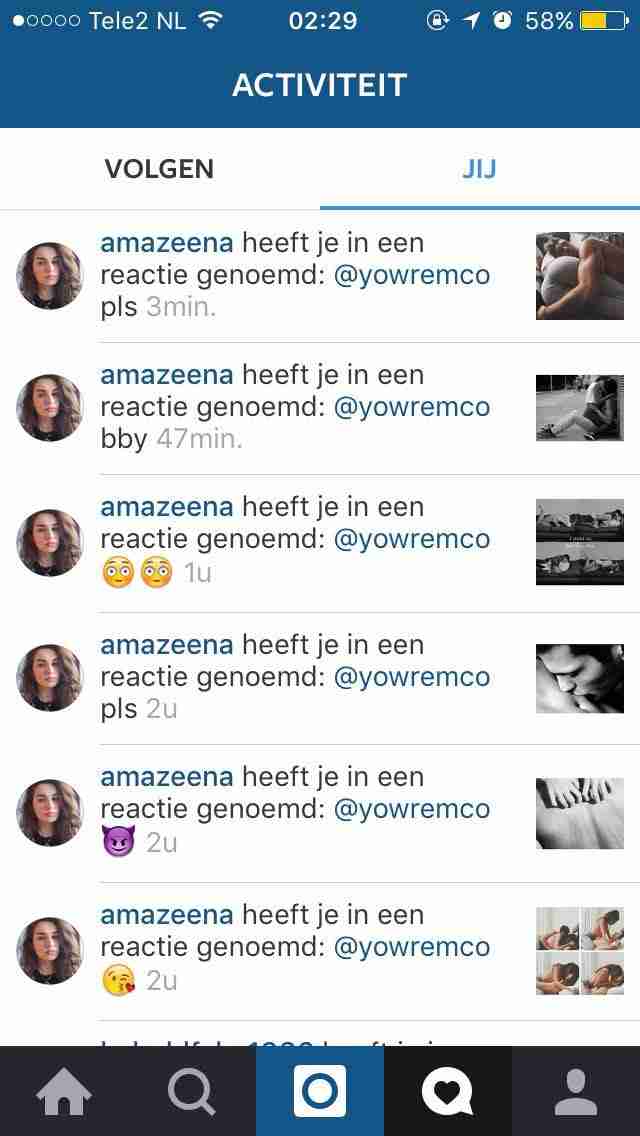 Tele2 NL 02:29 58%
ACTIVITEIT
VOLGEN JIJ
amazeena heeft je in een
reactie genoemd: @yowremco
pls 3min.
amazeena heeft je in een
reactie genoemd: @yowremco
bby 47min.
amazeena heeft je in een
reactie genoemd: @yowremco
😳😳 1u
amazeena heeft je in een
reactie genoemd: @yowremco
pls 2u
amazeena heeft je in een
reactie genoemd: @yowremco
😈 2u
amazeena heeft je in een
reactie genoemd: @yowremco
😘 2u